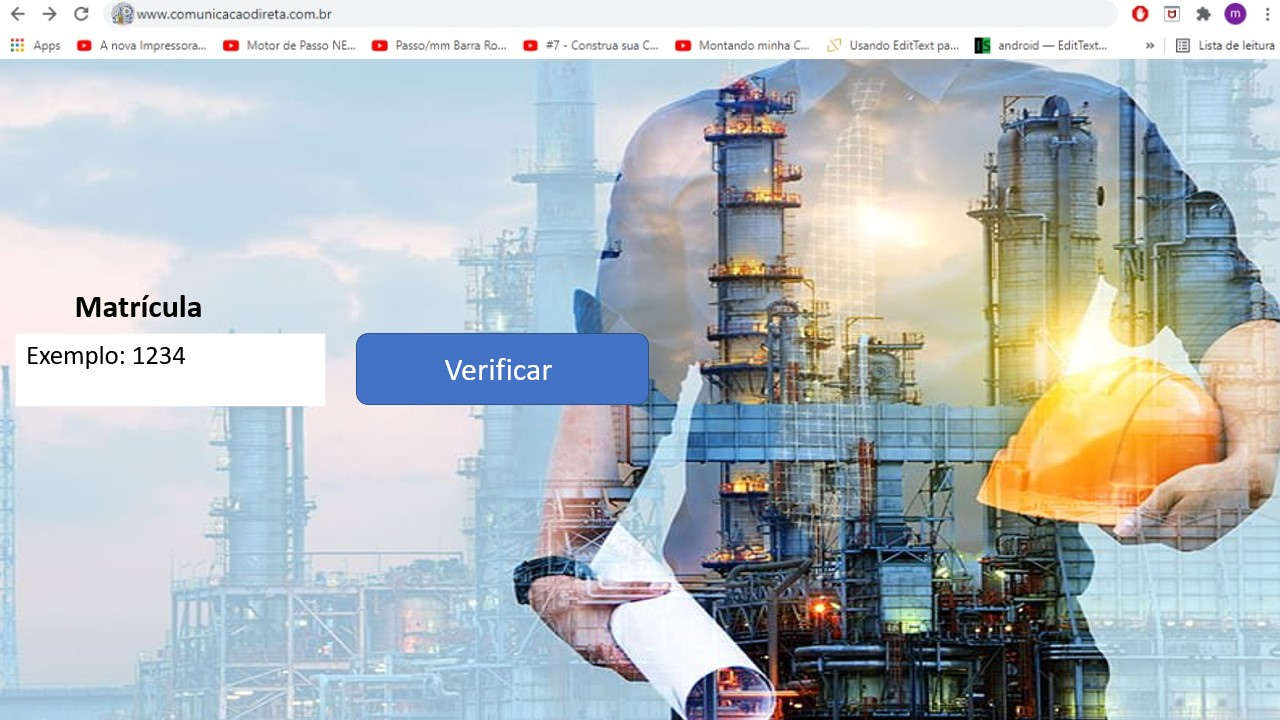 www.comunicacaodireta.com.br
m
Apps
A nova Impressora...
Motor de Passo NE...
Passo/mm Barra Ro...
#7 - Construa sua C...
Montando minha C...
Usando EditText pa...
android — EditText...
»
Lista de leitura
Matrícula
Exemplo: 1234
Verificar